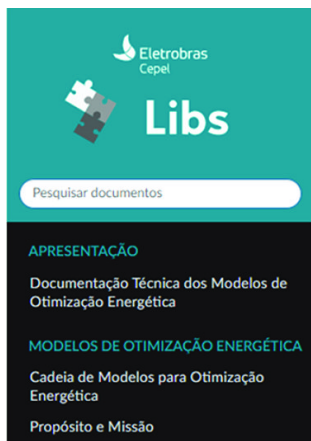 Eletrobras
Cepel
Libs
Pesquisar documentos
APRESENTAÇÃO
Documentação Técnica dos Modelos de
Otimização Energética
MODELOS DE OTIMIZAÇÃO ENERGÉTICA
Cadeia de Modelos para Otimização
Energética
Propósito e Missão